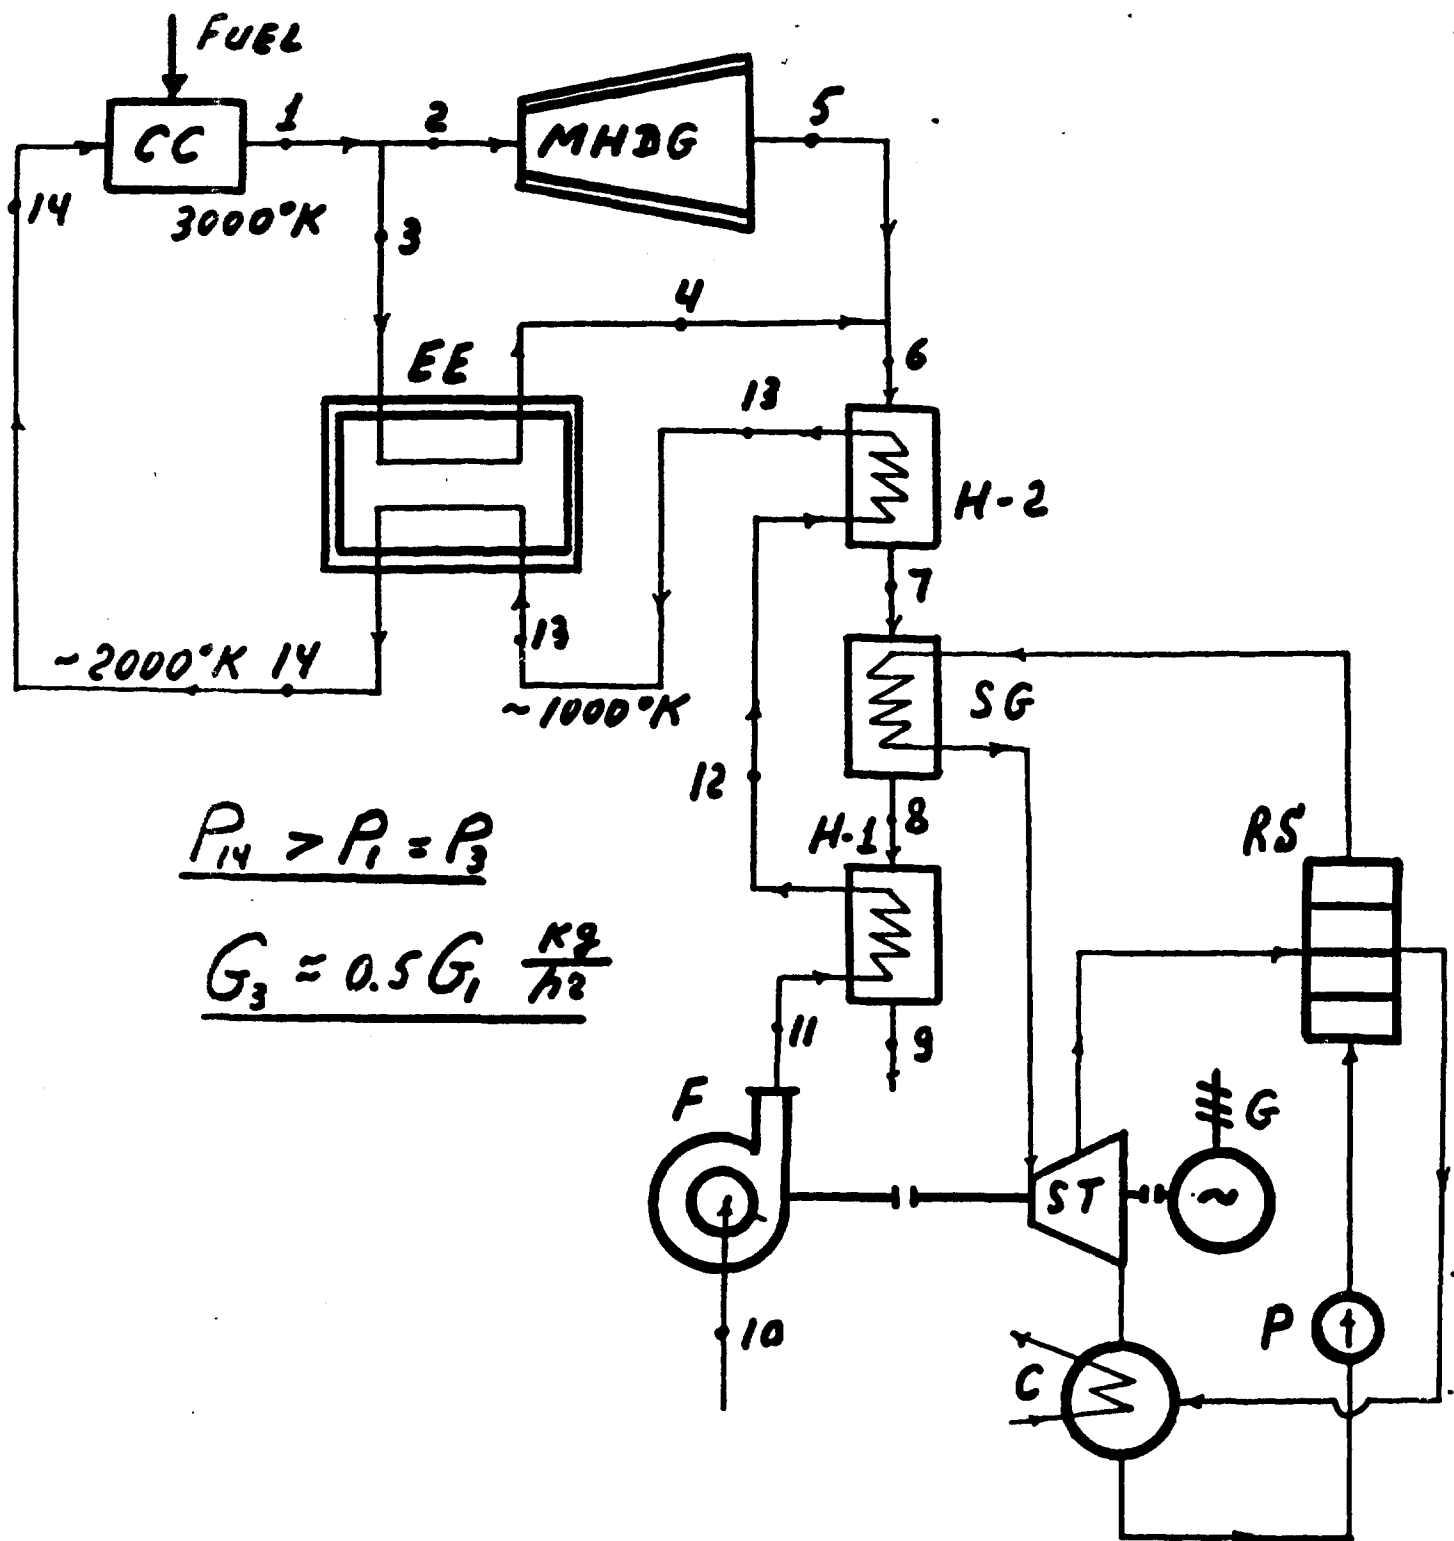 FUEL
CC
1
2
MHDG
5
14
3000°K
3
4
EE
6
13
H-2
7
13
~2000°K 14
~1000°K
SG
12
8
H-1
RS
P₁₄ > P₁ = P₃
G₃ ≈ 0.5 G₁ kg/hr
11
9
F
G
ST
~
10
P
C